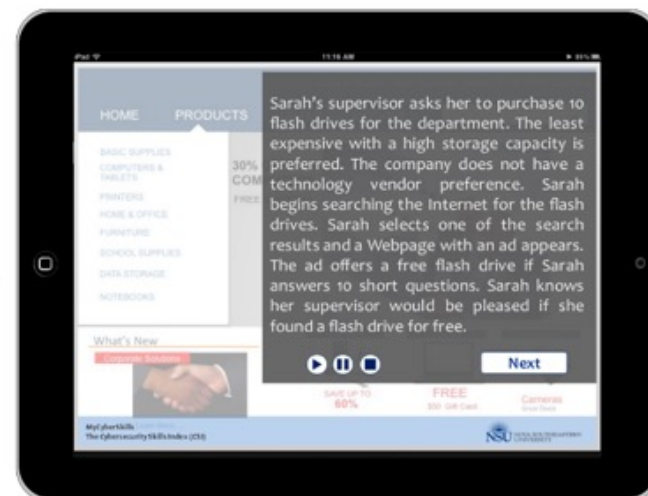 iPad
11:16 AM
HOME PRODUCTS
BASIC SUPPLIES
COMPUTERS &
TABLETS
PRINTERS
HOME & OFFICE
FURNITURE
SCHOOL SUPPLIES
DATA STORAGE
NOTEBOOKS
30%
COM
FREE
Sarah's supervisor asks her to purchase 10
flash drives for the department. The least
expensive with a high storage capacity is
preferred. The company does not have a
technology vendor preference. Sarah
begins searching the Internet for the flash
drives. Sarah selects one of the search
results and a Webpage with an ad appears.
The ad offers a free flash drive if Sarah
answers 10 short questions. Sarah knows
her supervisor would be pleased if she
found a flash drive for free.
Next
What's New
Corporate Solutions
SAVE UP TO
60%
FREE
$50 Gift Card
Cameras
MyCyberSkills
The Cybersecurity Skills Index (CSI)
NSU NOVA SOUTHEASTERN
UNIVERSITY